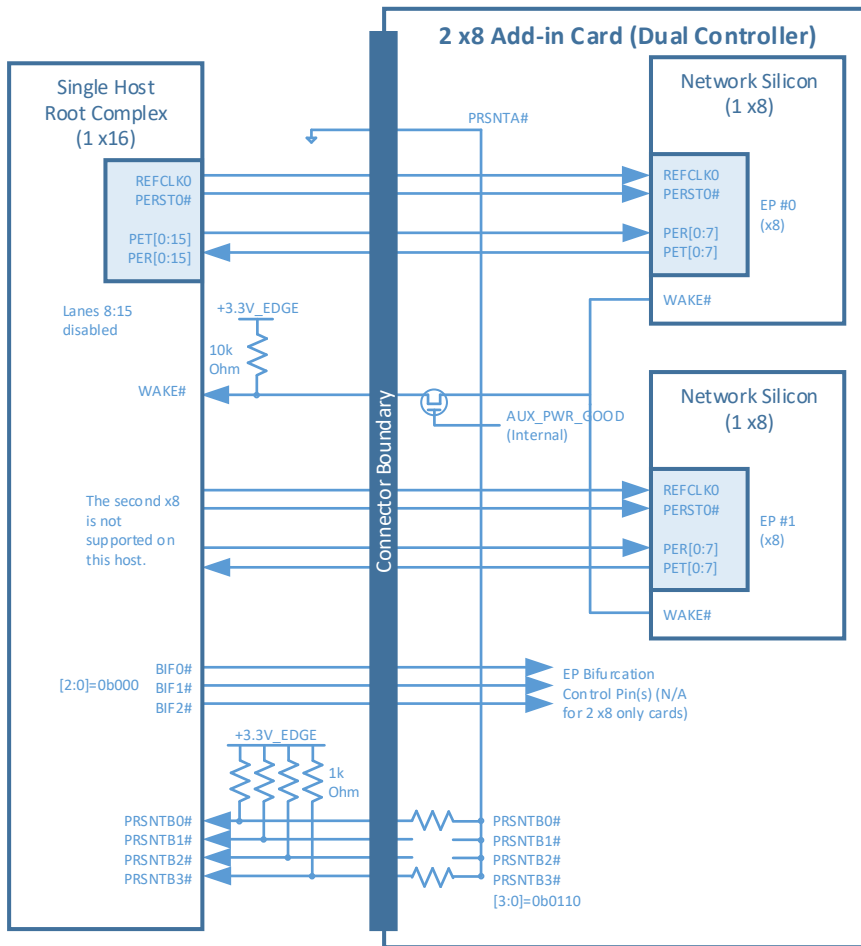 2 x8 Add-in Card (Dual Controller)
Single Host
Root Complex
(1 x16)
REFCLK0
PERST0#
PET[0:15]
PER[0:15]
Lanes 8:15
disabled
+3.3V_EDGE
10k
Ohm
WAKE#
The second x8
is not
supported on
this host.
BIF0#
BIF1#
BIF2#
[2:0]=0b000
+3.3V_EDGE
1k
Ohm
PRSNTB0#
PRSNTB1#
PRSNTB2#
PRSNTB3#
Connector Boundary
PRSNTA#
Network Silicon
(1 x8)
REFCLK0
PERST0#
PER[0:7]
PET[0:7]
EP #0
(x8)
WAKE#
AUX_PWR_GOOD
(Internal)
Network Silicon
(1 x8)
REFCLK0
PERST0#
PER[0:7]
PET[0:7]
EP #1
(x8)
WAKE#
EP Bifurcation
Control Pin(s) (N/A
for 2 x8 only cards)
PRSNTB0#
PRSNTB1#
PRSNTB2#
PRSNTB3#
[3:0]=0b0110